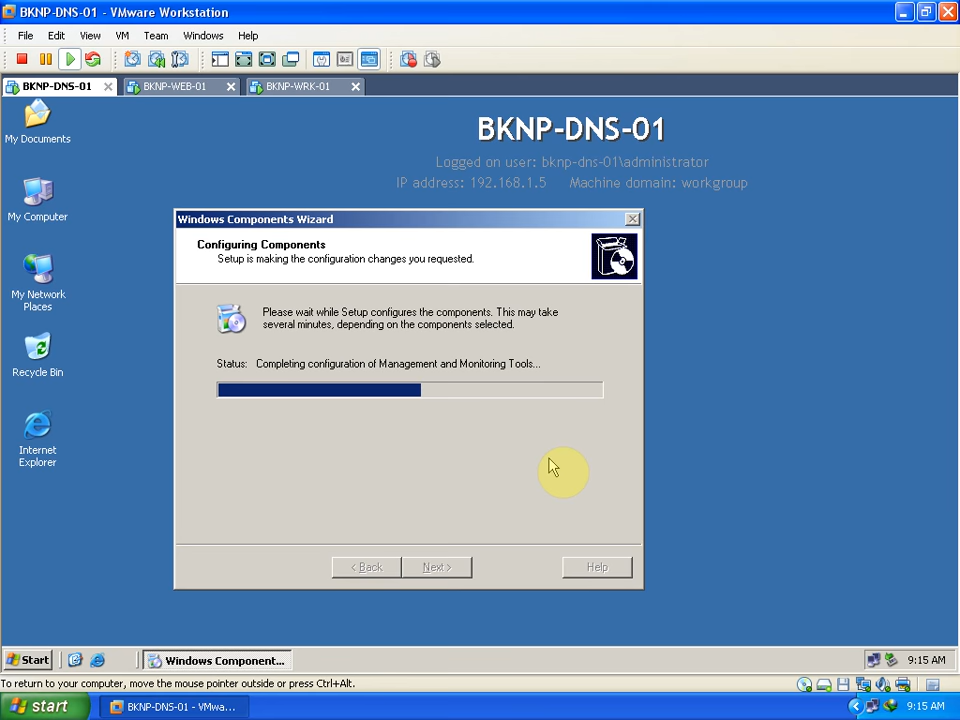 BKNP-DNS-01 - VMware Workstation
File Edit View VM Team Windows Help
BKNP-DNS-01 BKNP-WEB-01 BKNP-WRK-01
My Documents
My Computer
My Network
Places
Recycle Bin
Internet
Explorer
BKNP-DNS-01
Logged on user: bknp-dns-01\administrator
IP address: 192.168.1.5 Machine domain: workgroup
Windows Components Wizard
Configuring Components
Setup is making the configuration changes you requested.
Please wait while Setup configures the components. This may take
several minutes, depending on the components selected.
Status: Completing configuration of Management and Monitoring Tools...
< Back Next > Help
Start Windows Component... 9:15 AM
To return to your computer, move the mouse pointer outside or press Ctrl+Alt.
start BKNP-DNS-01 - VMwa... 9:15 AM